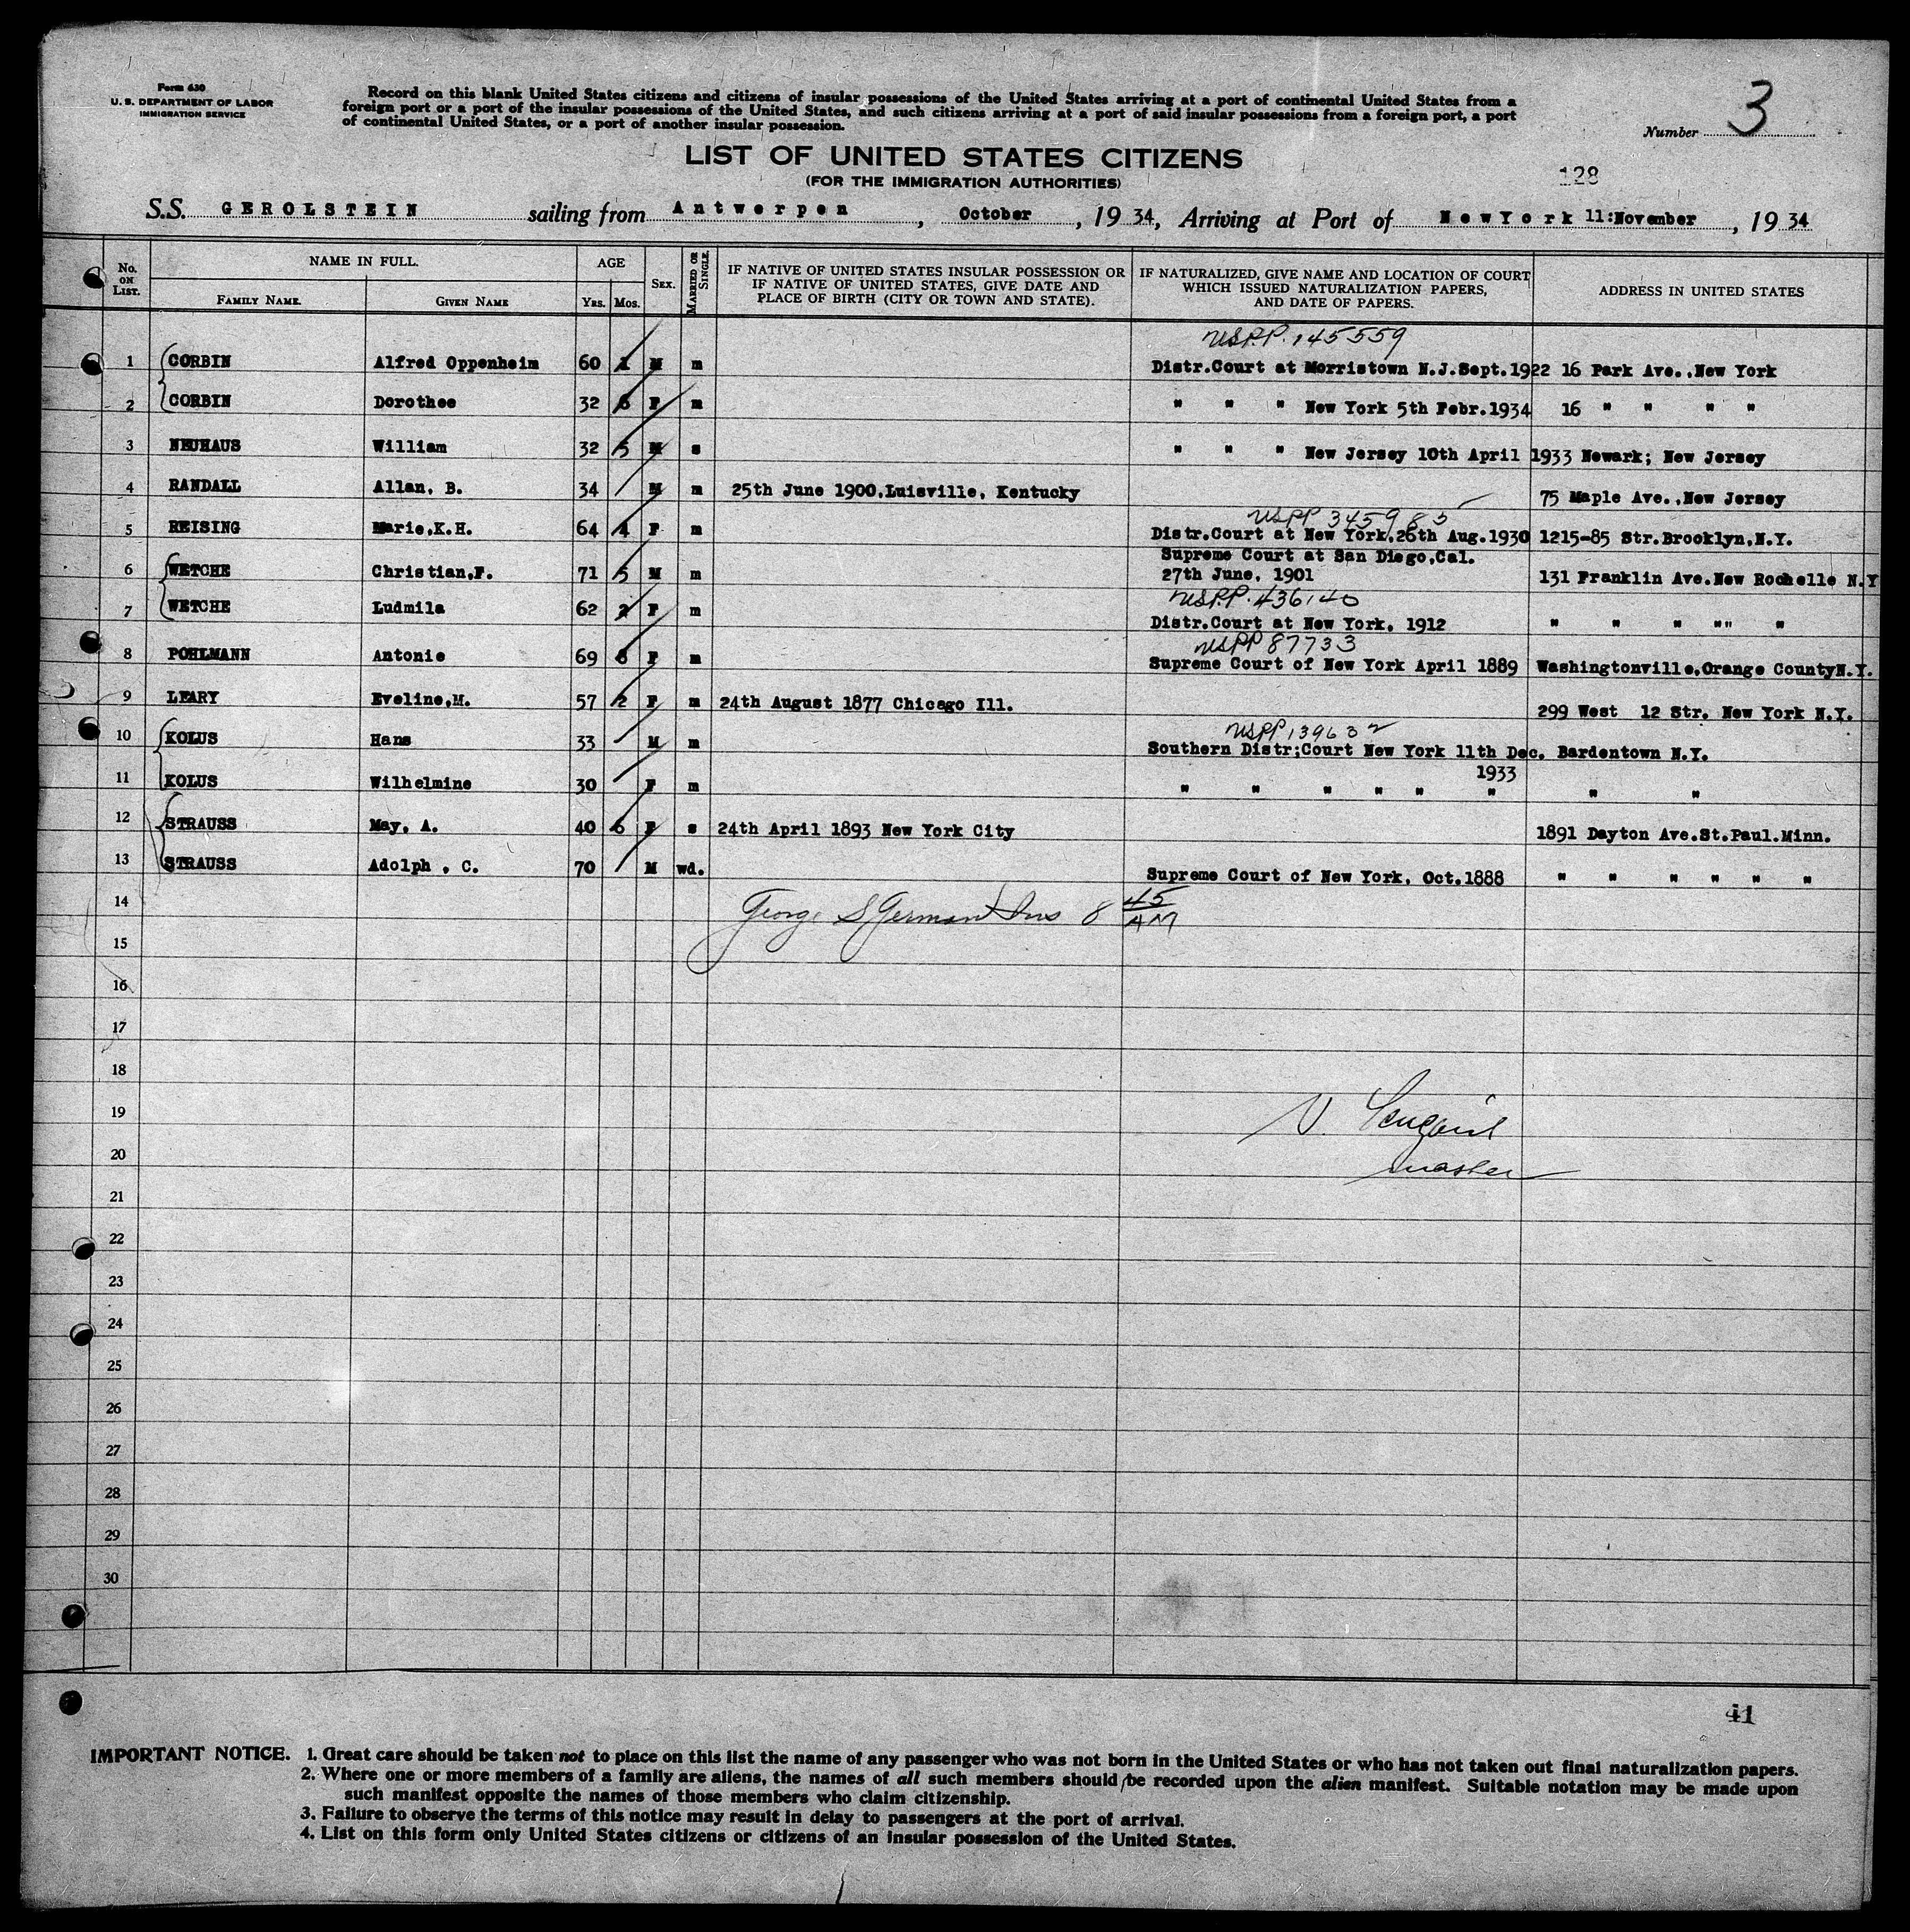 Form 630
U. S. DEPARTMENT OF LABOR
IMMIGRATION SERVICE
Record on this blank United States citizens and citizens of insular possessions of the United States arriving at a port of continental United States from a
foreign port or a port of the insular possessions of the United States, and such citizens arriving at a port of said insular possessions from a foreign port, a port
of continental United States, or a port of another insular possession.
Number 3
LIST OF UNITED STATES CITIZENS
(FOR THE IMMIGRATION AUTHORITIES)
128
S.S. GEROLSTEIN sailing from Antwerpen, October, 19 34, Arriving at Port of NewYork 11:November, 19 34
No. ON LIST. NAME IN FULL. FAMILY NAME. GIVEN NAME AGE YRS. MOS. SEX. MARRIED OR SINGLE. IF NATIVE OF UNITED STATES INSULAR POSSESSION OR IF NATIVE OF UNITED STATES, GIVE DATE AND PLACE OF BIRTH (CITY OR TOWN AND STATE). IF NATURALIZED, GIVE NAME AND LOCATION OF COURT WHICH ISSUED NATURALIZATION PAPERS, AND DATE OF PAPERS. ADDRESS IN UNITED STATES
USPP. 145559
1 CORBIN Alfred Oppenheim 60 1 M m Distr.Court at Morristown N.J.Sept.1922 16 Park Ave.,New York
2 CORBIN Dorothee 32 6 F m " " " New York 5th Febr.1934 16 " " " "
3 NEUHAUS William 32 5 M s " " " New Jersey 10th April 1933 Newark; New Jersey
4 RANDALL Allan, B. 34 M m 25th June 1900,Luisville, Kentucky 75 Maple Ave.,New Jersey
USPP 345985
5 REISING Marie,K.H. 64 4 F m Distr.Court at New York,26th Aug.1930 1215-85 Str.Brooklyn,N.Y.
Supreme Court at San Diego,Cal.
6 WETCHE Christian,F. 71 5 M m 27th June, 1901 131 Franklin Ave.New Rochelle N.Y
USPP. 436140
7 WETCHE Ludmila 62 2 F m Distr.Court at New York, 1912 " " " "" "
USPP 87733
8 POHLMANN Antonie 69 6 F m Supreme Court of New York April 1889 Washingtonville,Orange CountyN.Y.
9 LEARY Eveline,M. 57 2 F m 24th August 1877 Chicago Ill. 299 West 12 Str. New York N.Y.
USPP 139632
10 KOLUS Hans 33 M m Southern Distr;Court New York 11th Dec. Bardentown N.Y.
1933
11 KOLUS Wilhelmine 30 F m " " " " " " " "
12 STRAUSS May, A. 40 6 F s 24th April 1893 New York City 1891 Dayton Ave.St.Paul.Minn.
13 STRAUSS Adolph , C. 70 M wd. Supreme Court of New York, Oct.1888 " " " " " "
14 George S German Ins 8 45 AM
15
16
17
18
19
20 master
21
22
23
24
25
26
27
28
29
30
41
IMPORTANT NOTICE. 1. Great care should be taken not to place on this list the name of any passenger who was not born in the United States or who has not taken out final naturalization papers.
2. Where one or more members of a family are aliens, the names of all such members should be recorded upon the alien manifest. Suitable notation may be made upon
such manifest opposite the names of those members who claim citizenship.
3. Failure to observe the terms of this notice may result in delay to passengers at the port of arrival.
4. List on this form only United States citizens or citizens of an insular possession of the United States.